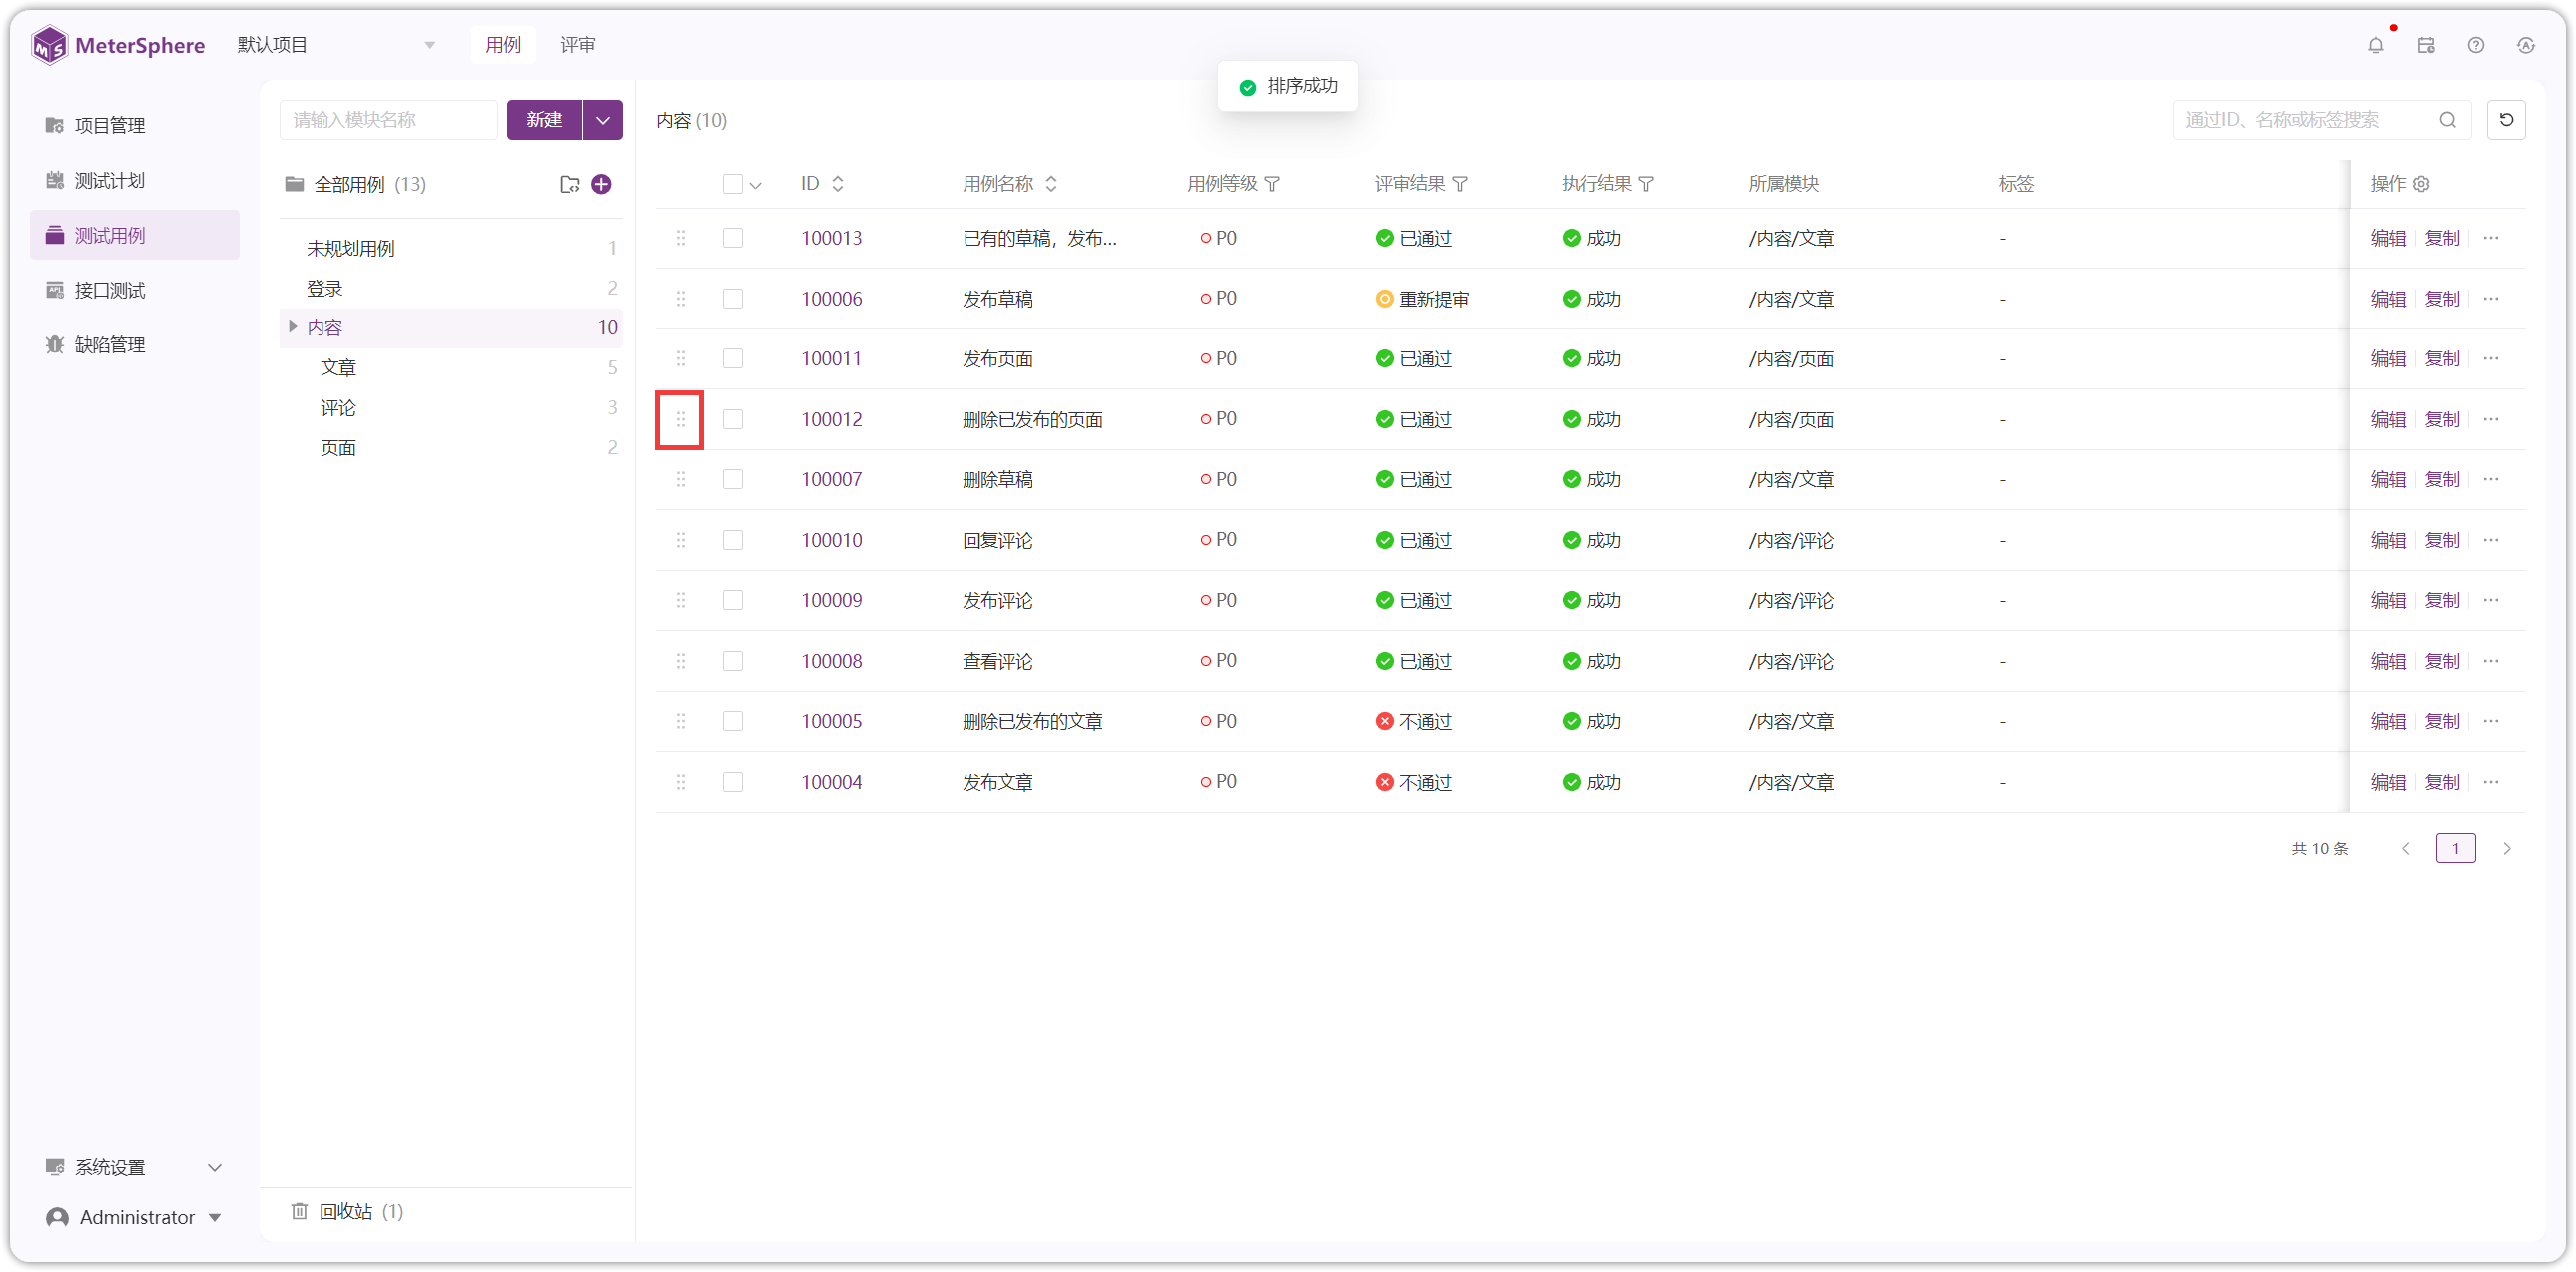 MeterSphere 默认项目 用例 评审
排序成功
项目管理
测试计划
测试用例
接口测试
缺陷管理
系统设置
Administrator
请输入模块名称 新建
全部用例 (13)
未规划用例 1
登录 2
内容 10
文章 5
评论 3
页面 2
回收站 (1)
内容 (10) 通过ID、名称或标签搜索
ID 用例名称 用例等级 评审结果 执行结果 所属模块 标签 操作
100013 已有的草稿，发布... P0 已通过 成功 /内容/文章 - 编辑 复制 ...
100006 发布草稿 P0 重新提审 成功 /内容/文章 - 编辑 复制 ...
100011 发布页面 P0 已通过 成功 /内容/页面 - 编辑 复制 ...
100012 删除已发布的页面 P0 已通过 成功 /内容/页面 - 编辑 复制 ...
100007 删除草稿 P0 已通过 成功 /内容/文章 - 编辑 复制 ...
100010 回复评论 P0 已通过 成功 /内容/评论 - 编辑 复制 ...
100009 发布评论 P0 已通过 成功 /内容/评论 - 编辑 复制 ...
100008 查看评论 P0 已通过 成功 /内容/评论 - 编辑 复制 ...
100005 删除已发布的文章 P0 不通过 成功 /内容/文章 - 编辑 复制 ...
100004 发布文章 P0 不通过 成功 /内容/文章 - 编辑 复制 ...
共 10 条 1